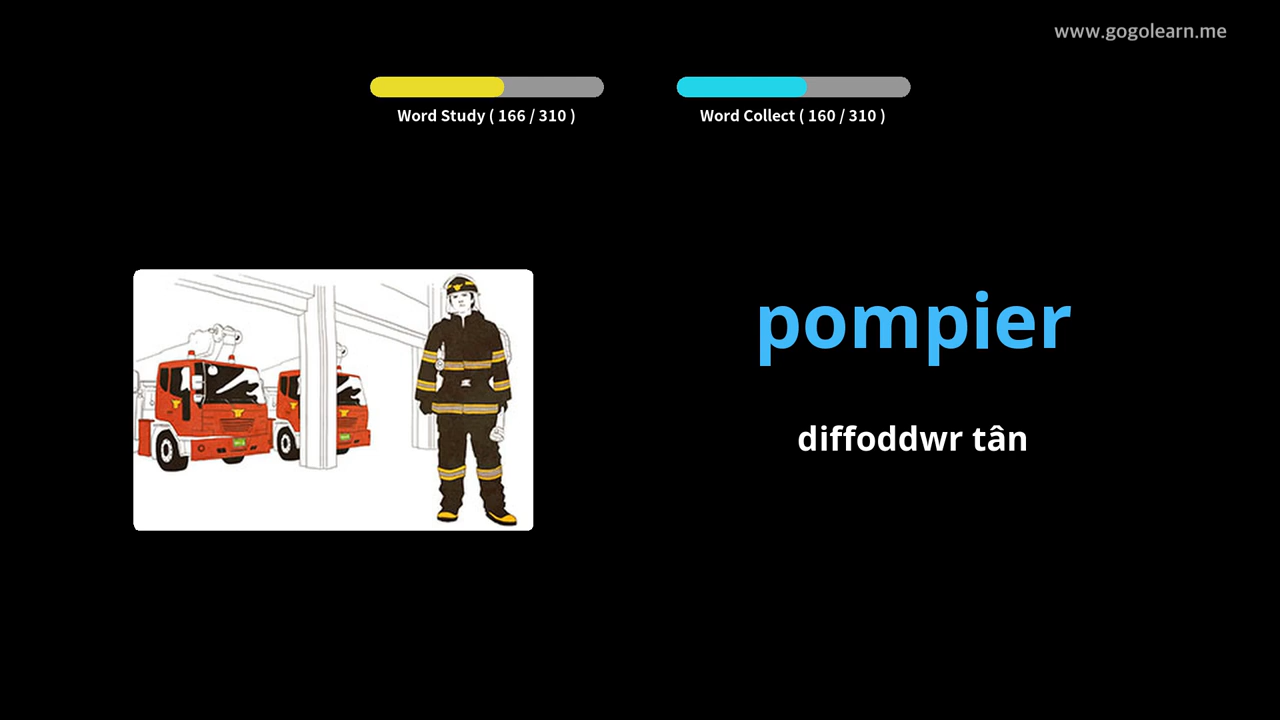 www.gogolearn.me
Word Study ( 166 / 310 )
Word Collect ( 160 / 310 )
pompier
diffoddwr tân